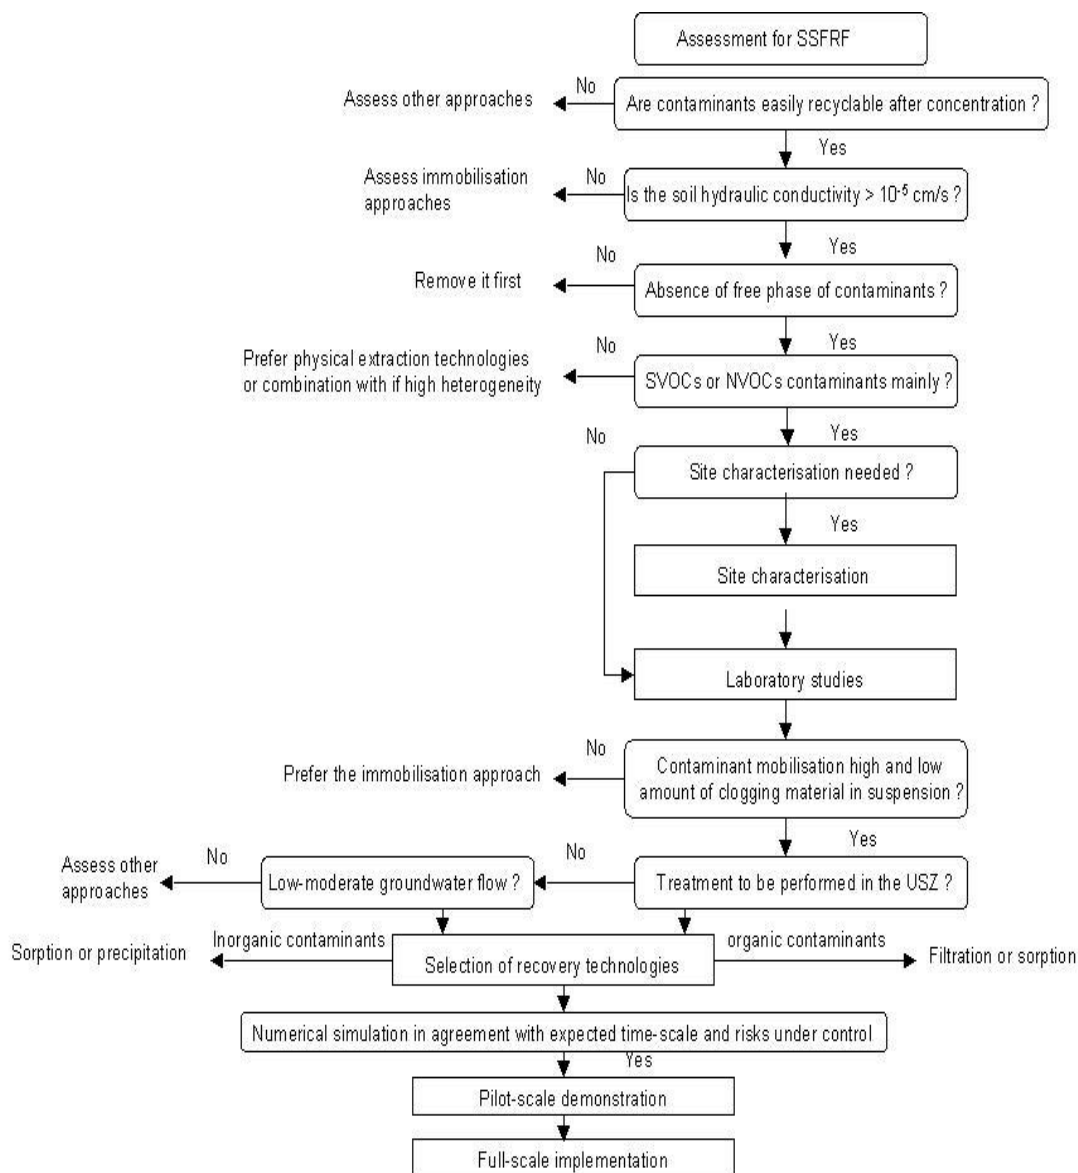 Assessment for SSFRF
No
Assess other approaches
Are contaminants easily recyclable after concentration ?
Yes
Assess immobilisation
approaches
No
Is the soil hydraulic conductivity > 10⁻⁵ cm/s ?
Yes
No
Remove it first
Absence of free phase of contaminants ?
Yes
No
Prefer physical extraction technologies
or combination with if high heterogeneity
SVOCs or NVOCs contaminants mainly ?
Yes
No
Site characterisation needed ?
Yes
Site characterisation
Laboratory studies
No
Prefer the immobilisation approach
Contaminant mobilisation high and low
amount of clogging material in suspension ?
Yes
No
Treatment to be performed in the USZ ?
Low-moderate groundwater flow ?
No
Assess other
approaches
Inorganic contaminants
Sorption or precipitation
Selection of recovery technologies
organic contaminants
Filtration or sorption
Numerical simulation in agreement with expected time-scale and risks under control
Yes
Pilot-scale demonstration
Full-scale implementation